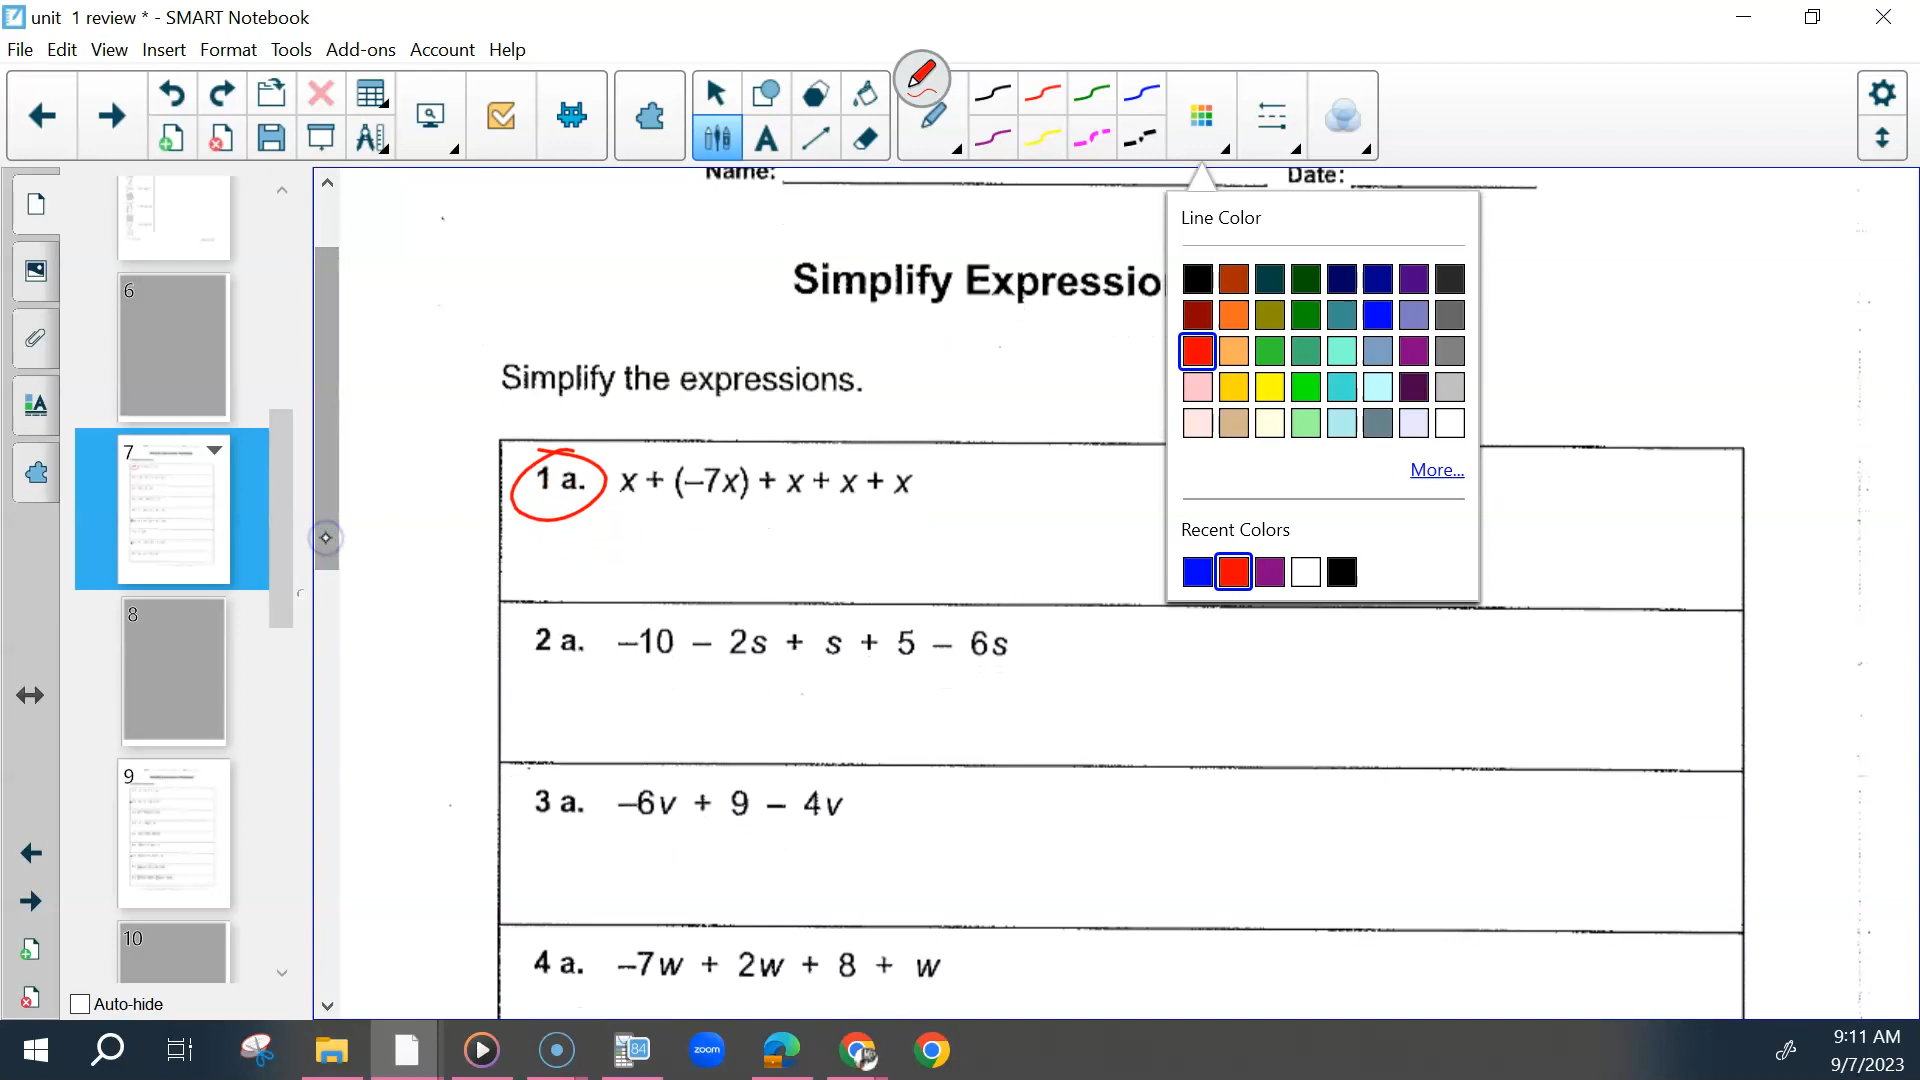 unit 1 review * - SMART Notebook
File Edit View Insert Format Tools Add-ons Account Help
Name: Date:
Line Color
More...
Recent Colors
Simplify Expressio
Simplify the expressions.
1 a. x + (–7x) + x + x + x
2 a. –10 – 2s + s + 5 – 6s
3 a. –6v + 9 – 4v
4 a. –7w + 2w + 8 + w
6
7
8
9
10
Auto-hide
84
zoom
9:11 AM
9/7/2023